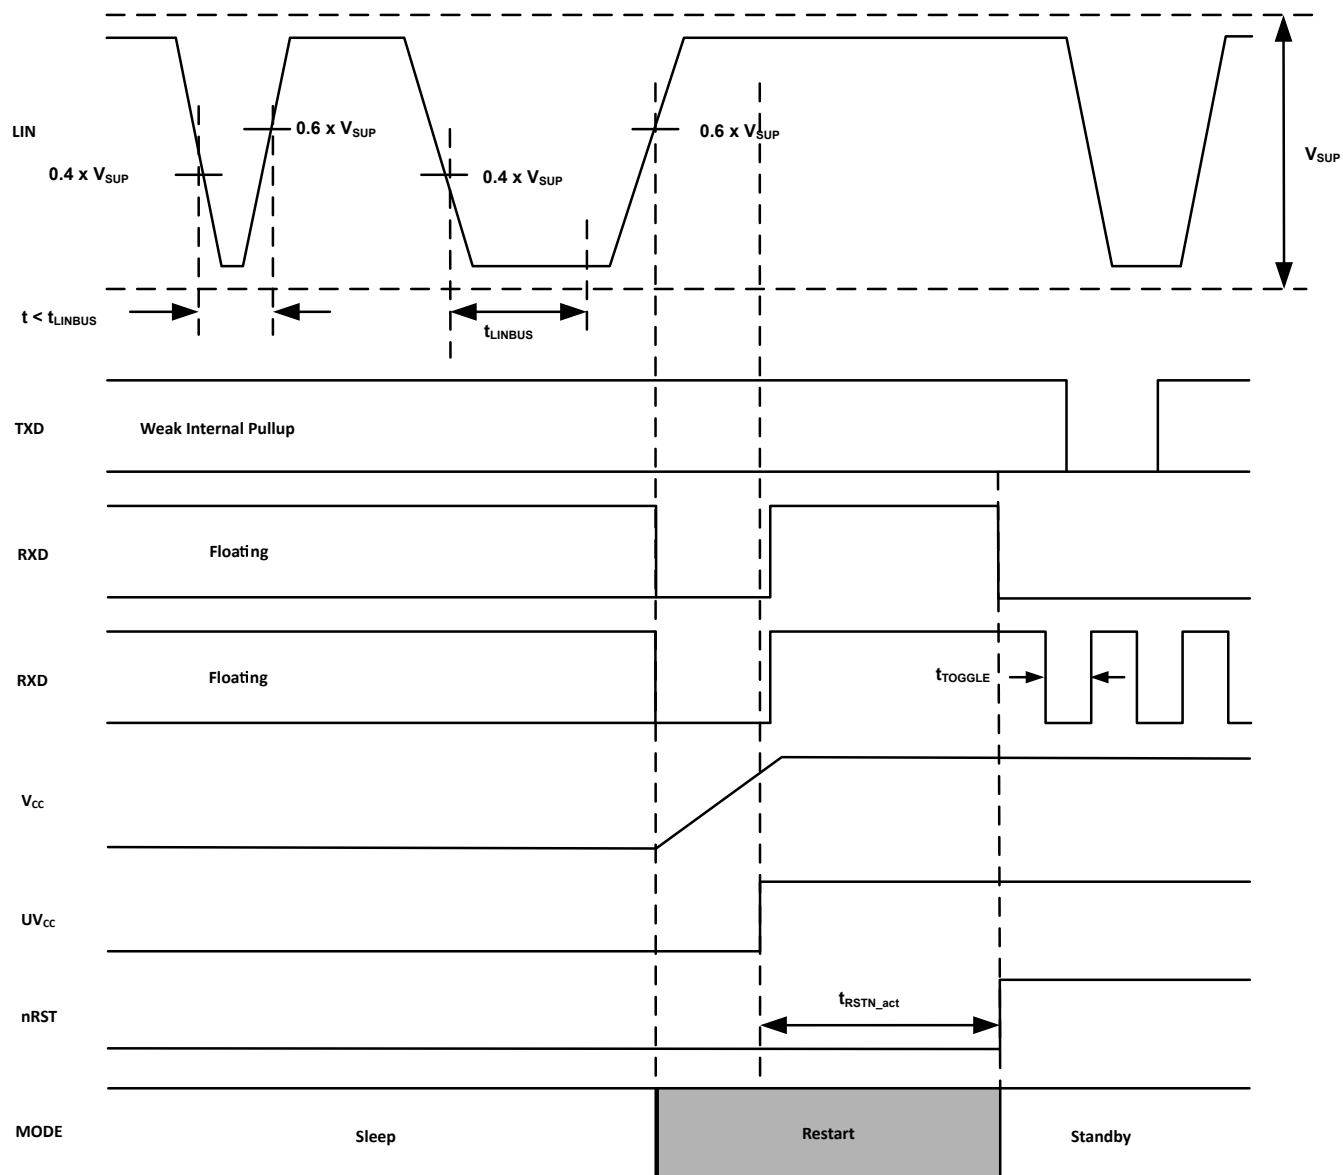 LIN
0.6 x VSUP
0.6 x VSUP
VSUP
0.4 x VSUP
0.4 x VSUP
t < tLINBUS
tLINBUS
TXD
Weak Internal Pullup
RXD
Floating
RXD
Floating
tTOGGLE
VCC
UVCC
nRST
tRSTN_act
MODE
Sleep
Restart
Standby